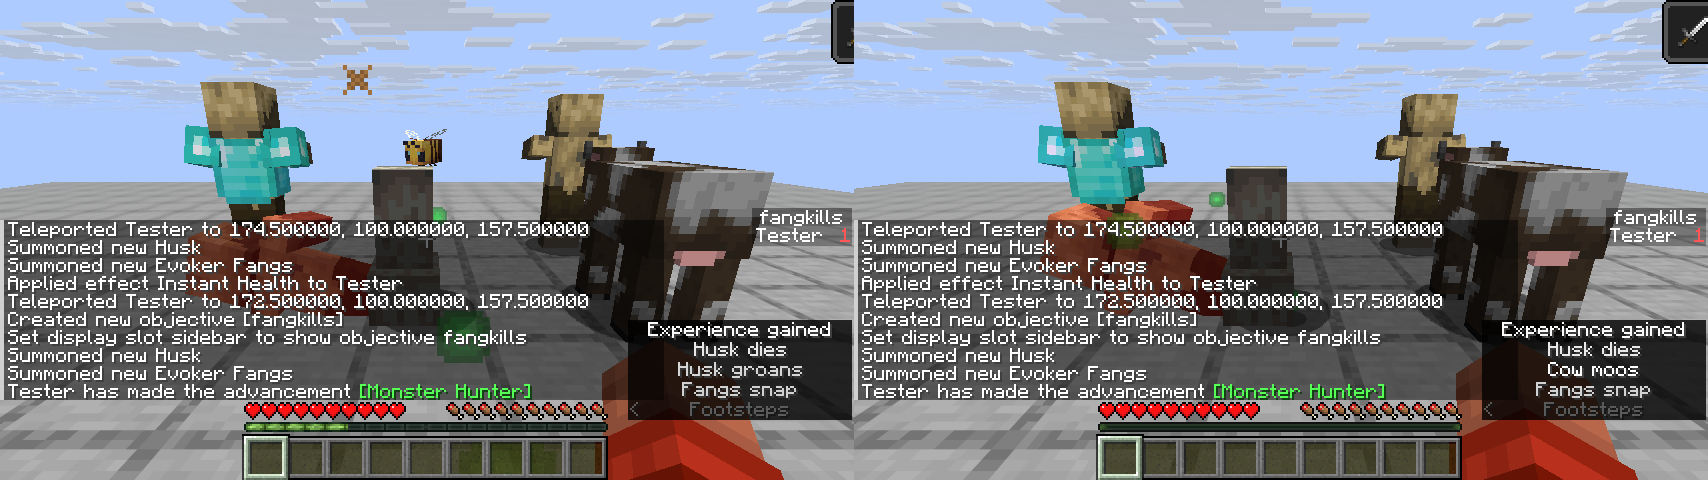 Teleported Tester to 174.500000, 100.000000, 157.500000
Summoned new Husk
Summoned new Evoker Fangs
Applied effect Instant Health to Tester
Teleported Tester to 172.500000, 100.000000, 157.500000
Created new objective [fangkills]
Set display slot sidebar to show objective fangkills
Summoned new Husk
Summoned new Evoker Fangs
Tester has made the advancement [Monster Hunter]
fangkills
Tester 1
Experience gained
Husk dies
Husk groans
Fangs snap
< Footsteps
Teleported Tester to 174.500000, 100.000000, 157.500000
Summoned new Husk
Summoned new Evoker Fangs
Applied effect Instant Health to Tester
Teleported Tester to 172.500000, 100.000000, 157.500000
Created new objective [fangkills]
Set display slot sidebar to show objective fangkills
Summoned new Husk
Summoned new Evoker Fangs
Tester has made the advancement [Monster Hunter]
fangkills
Tester 1
Experience gained
Husk dies
Cow moos
Fangs snap
< Footsteps